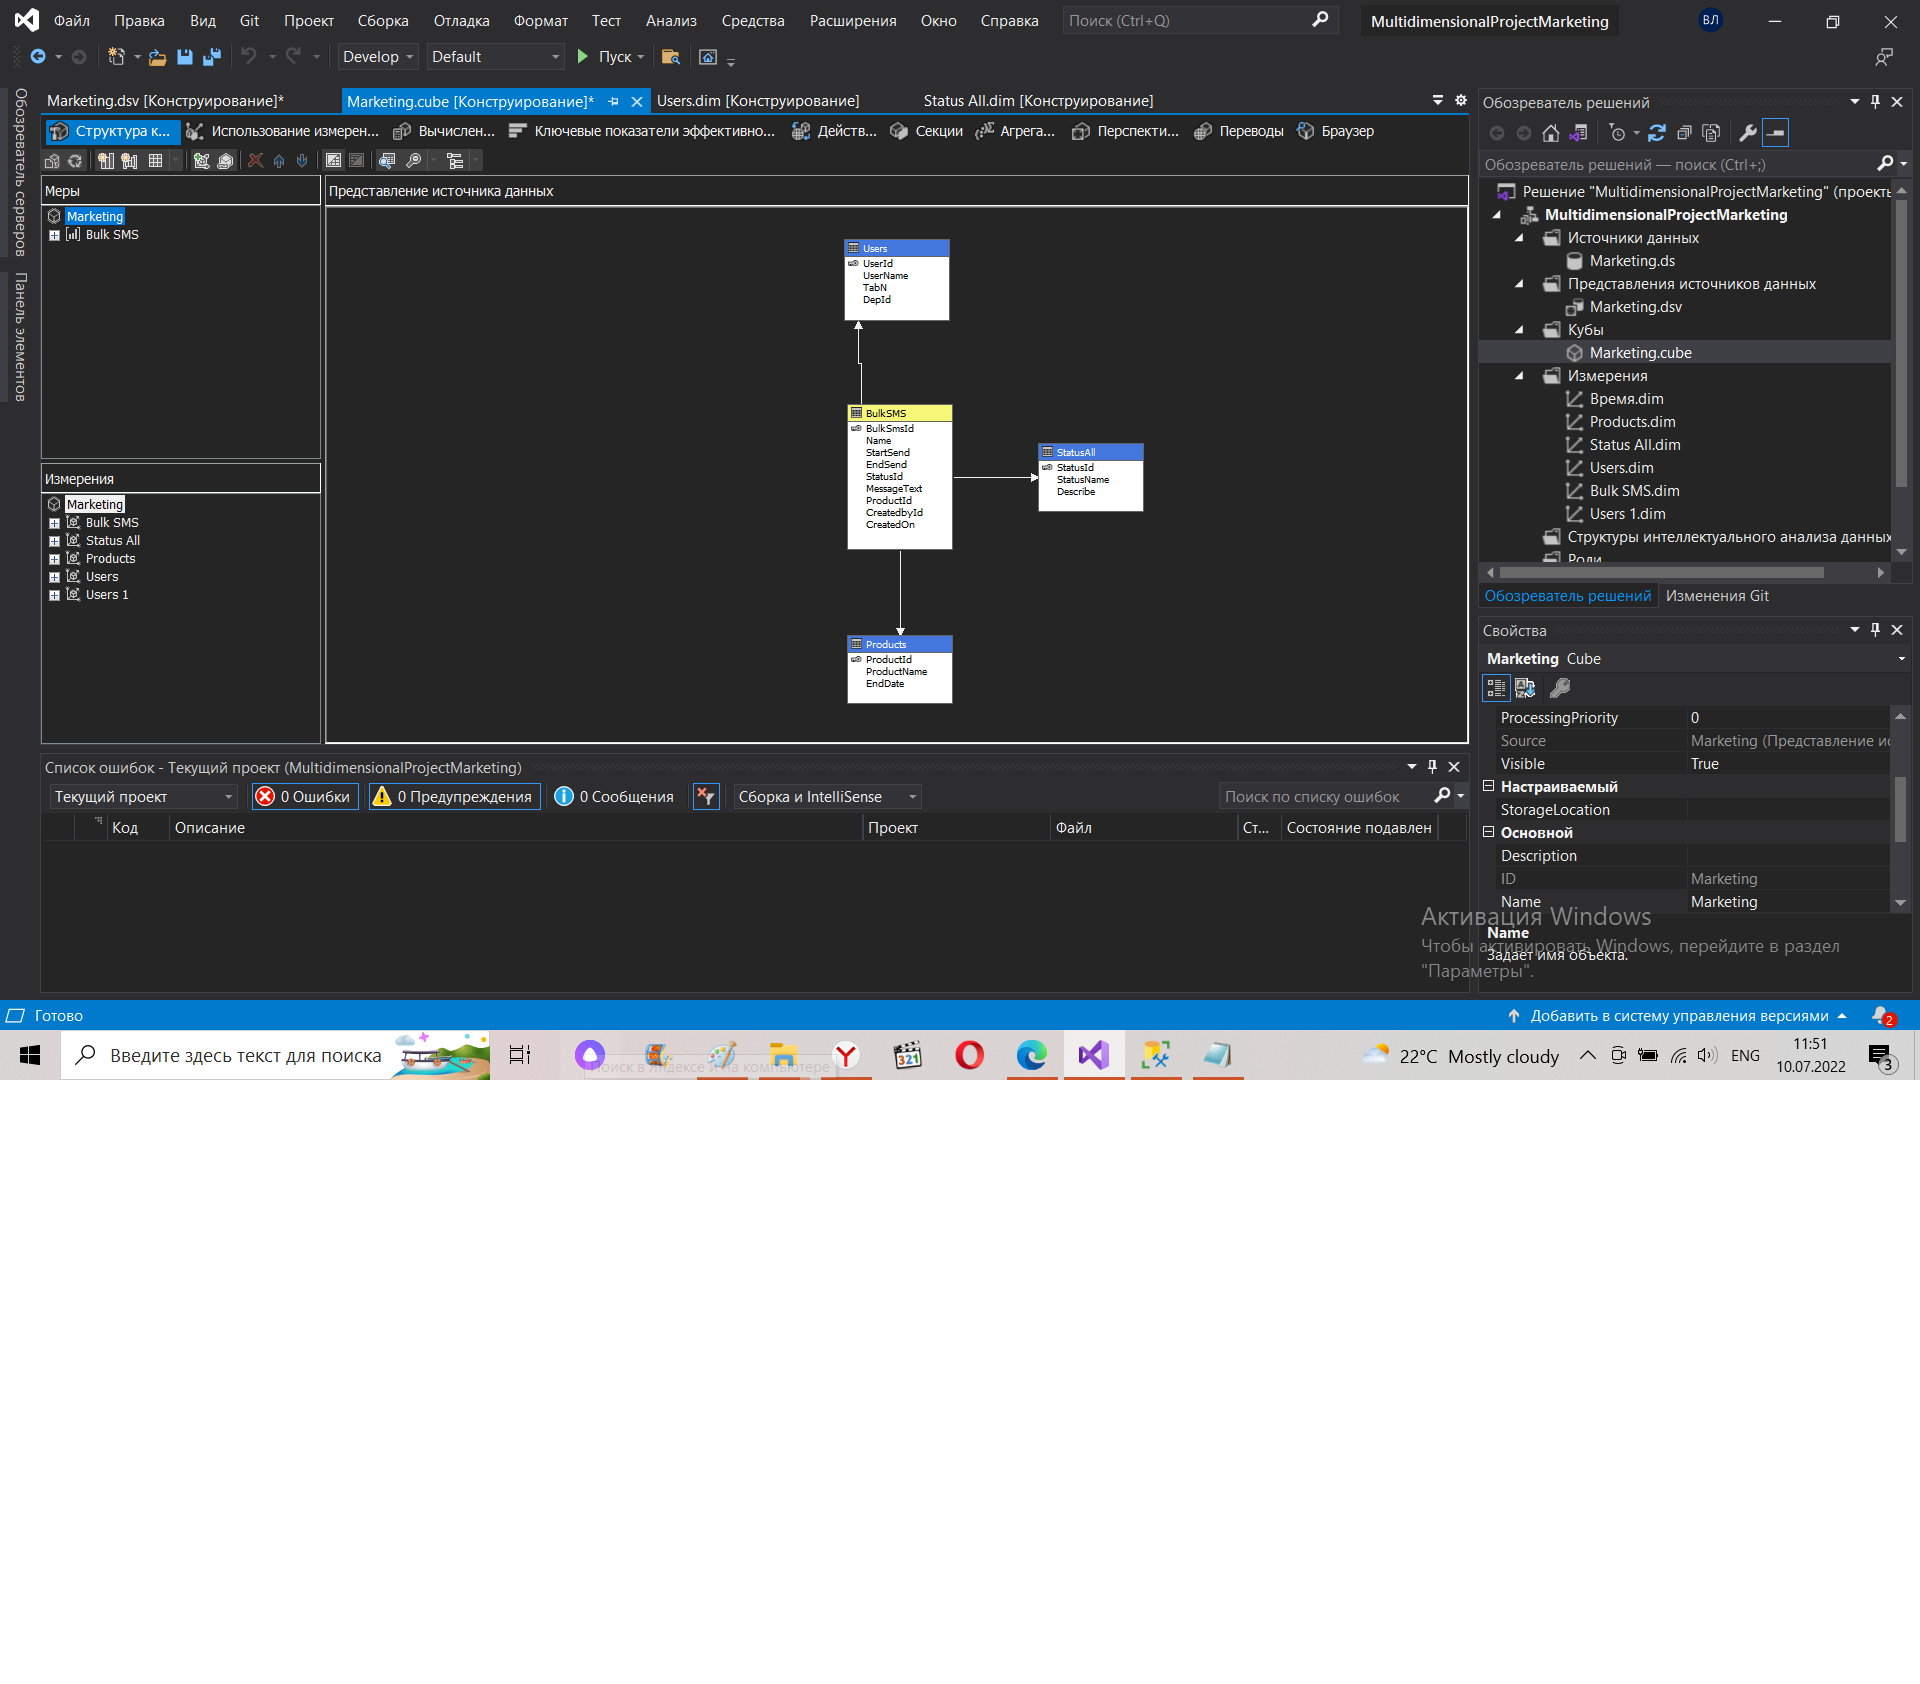 Файл Правка Вид Git Проект Сборка Отладка Формат Тест Анализ Средства Расширения Окно Справка Поиск (Ctrl+Q) MultidimensionalProjectMarketing ВЛ
Develop Default Пуск
Обозреватель серверов
Панель элементов
Marketing.dsv [Конструирование]* Marketing.cube [Конструирование]* Users.dim [Конструирование] Status All.dim [Конструирование]
Структура к... Использование измерен... Вычислен... Ключевые показатели эффективно... Действ... Секции Агрега... Перспекти... Переводы Браузер
Меры
Marketing
Bulk SMS
Измерения
Marketing
Bulk SMS
Status All
Products
Users
Users 1
Представление источника данных
Users
UserId
UserName
TabN
DepId
BulkSMS
BulkSmsId
Name
StartSend
EndSend
StatusId
MessageText
ProductId
CreatedbyId
CreatedOn
StatusAll
StatusId
StatusName
Describe
Products
ProductId
ProductName
EndDate
Список ошибок - Текущий проект (MultidimensionalProjectMarketing)
Текущий проект 0 Ошибки 0 Предупреждения 0 Сообщения Сборка и IntelliSense Поиск по списку ошибок
Код Описание Проект Файл Ст... Состояние подавлен
Обозреватель решений
Обозреватель решений — поиск (Ctrl+;)
Решение "MultidimensionalProjectMarketing" (проекты
MultidimensionalProjectMarketing
Источники данных
Marketing.ds
Представления источников данных
Marketing.dsv
Кубы
Marketing.cube
Измерения
Время.dim
Products.dim
Status All.dim
Users.dim
Bulk SMS.dim
Users 1.dim
Структуры интеллектуального анализа данных
Роли
Обозреватель решений Изменения Git
Свойства
Marketing Cube
ProcessingPriority 0
Source Marketing (Представление ис
Visible True
Настраиваемый
StorageLocation
Основной
Description
ID Marketing
Name Marketing
Name
Задает имя объекта.
Активация Windows
Чтобы активировать Windows, перейдите в раздел
"Параметры".
Готово Добавить в систему управления версиями 2
Введите здесь текст для поиска 22°C Mostly cloudy ENG 11:51
10.07.2022 3
Поиск в Яндексе и на компьютере